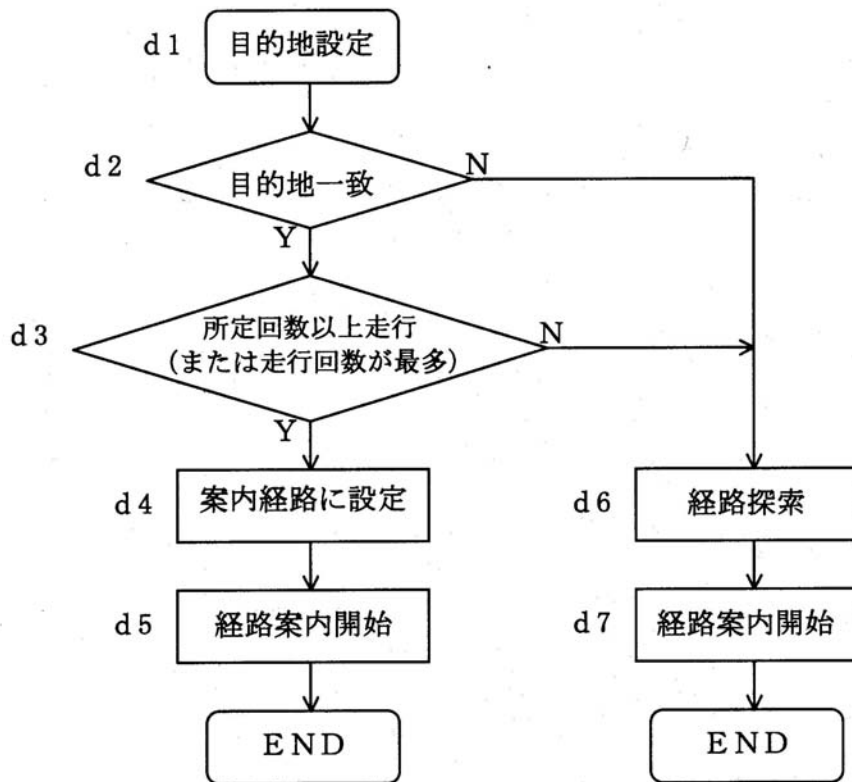 d1 目的地設定
d2 目的地一致 N
Y
d3 所定回数以上走行
(または走行回数が最多) N
Y
d4 案内経路に設定
d6 経路探索
d5 経路案内開始
d7 経路案内開始
END
END